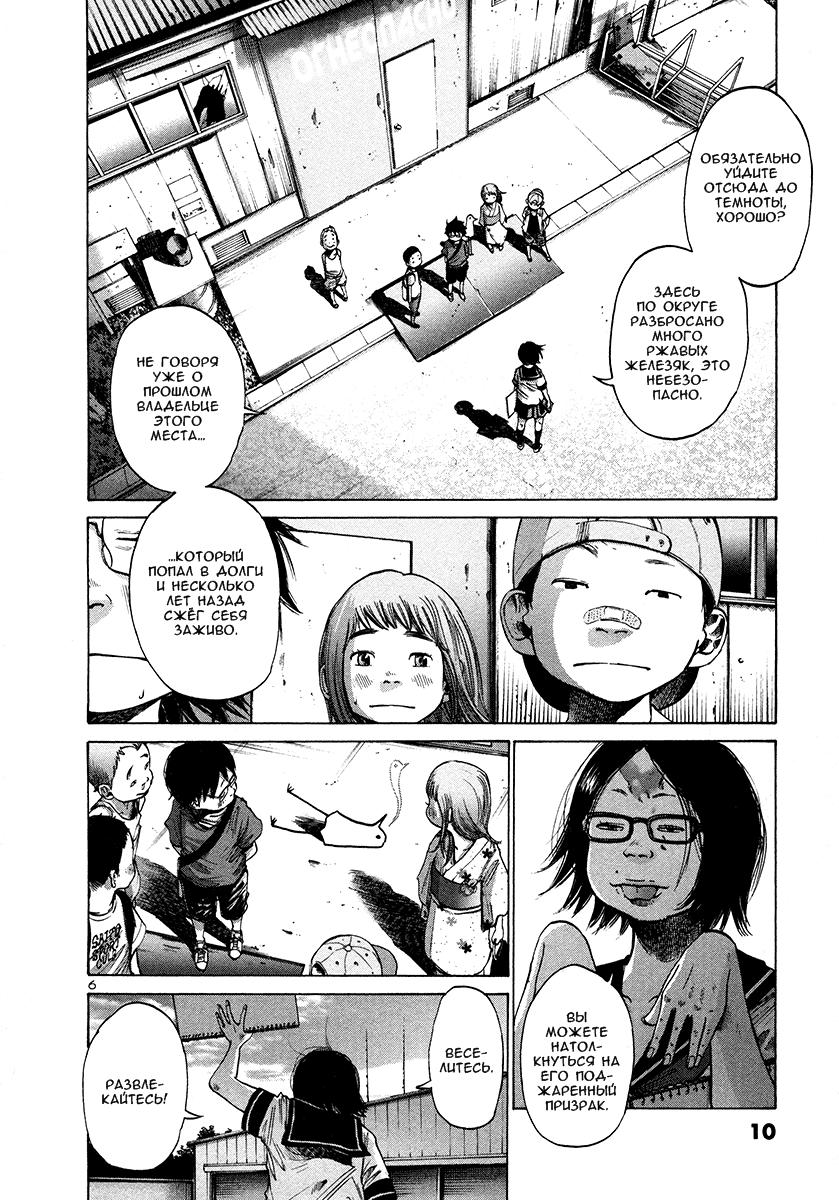 ОГНЕОПАСНО
ОБЯЗАТЕЛЬНО
УЙДИТЕ
ОТСЮДА ДО
ТЕМНОТЫ,
ХОРОШО?
ЗДЕСЬ
ПО ОКРУГЕ
РАЗБРОСАНО
МНОГО
РЖАВЫХ
ЖЕЛЕЗЯК, ЭТО
НЕБЕЗО-
ПАСНО.
НЕ ГОВОРЯ
УЖЕ О
ПРОШЛОМ
ВЛАДЕЛЬЦЕ
ЭТОГО
МЕСТА...
...КОТОРЫЙ
ПОПАЛ В ДОЛГИ
И НЕСКОЛЬКО
ЛЕТ НАЗАД
СЖЁГ СЕБЯ
ЗАЖИВО.
ВЫ
МОЖЕТЕ
НАТОЛ-
КНУТЬСЯ НА
ЕГО ПОД-
ЖАРЕННЫЙ
ПРИЗРАК.
6
ВЕСЕ-
ЛИТЕСЬ.
РАЗВЛЕ-
КАЙТЕСЬ!
10